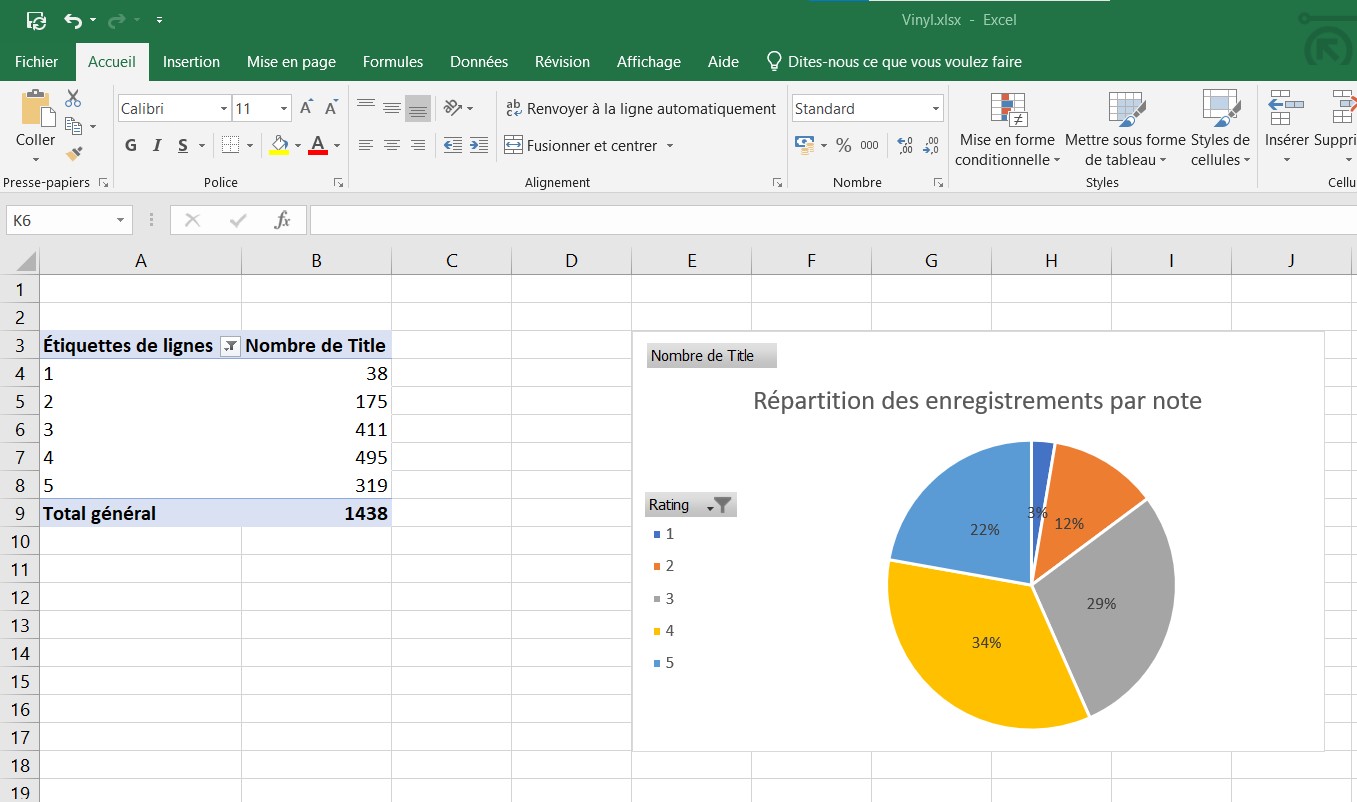 Vinyl.xlsx - Excel
Fichier Accueil Insertion Mise en page Formules Données Révision Affichage Aide Dites-nous ce que vous voulez faire
Coller
Calibri 11
Renvoyer à la ligne automatiquement
Standard
G I S A
Fusionner et centrer
% 000
Mise en forme conditionnelle
Mettre sous forme de tableau
Styles de cellules
Insérer
Suppri
Presse-papiers Police Alignement Nombre Styles Cellu
K6 fx
A B C D E F G H I J
1
2
3 Étiquettes de lignes Nombre de Title
4 1 38
5 2 175
6 3 411
7 4 495
8 5 319
9 Total général 1438
10
11
12
13
14
15
16
17
18
19
Nombre de Title
Répartition des enregistrements par note
Rating
1
2
3
4
5
3%
12%
29%
34%
22%